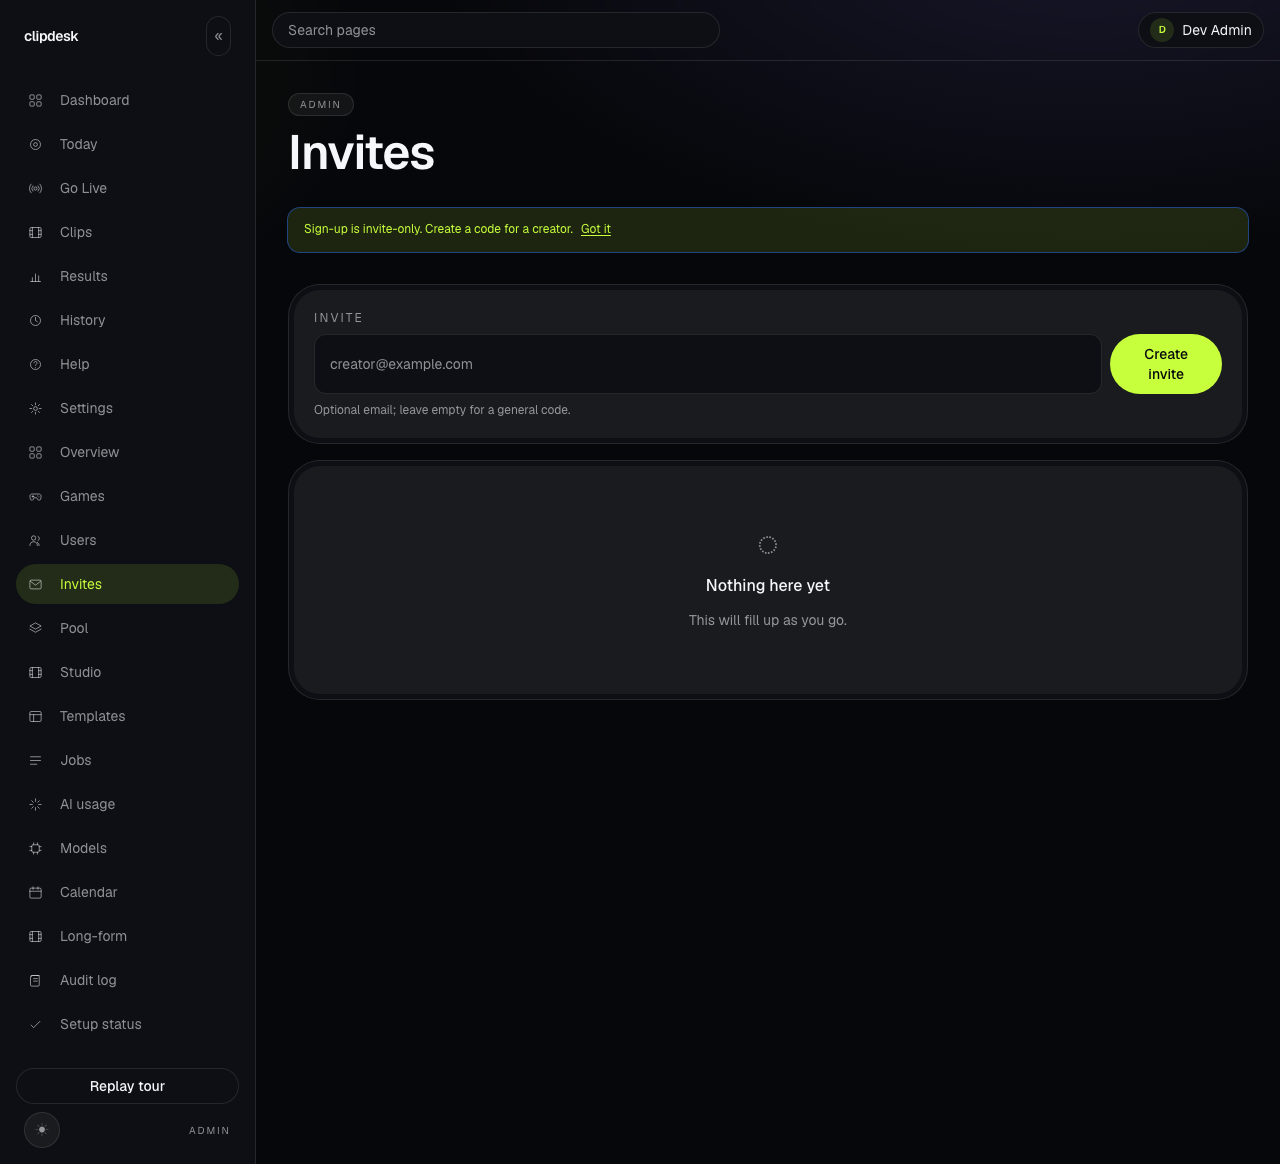 clipdesk
«
Search pages
D
Dev Admin
Dashboard
Today
Go Live
Clips
Results
History
Help
Settings
Overview
Games
Users
Invites
Pool
Studio
Templates
Jobs
AI usage
Models
Calendar
Long-form
Audit log
Setup status
Replay tour
ADMIN
ADMIN
Invites
Sign-up is invite-only. Create a code for a creator. Got it
INVITE
creator@example.com
Create
invite
Optional email; leave empty for a general code.
Nothing here yet
This will fill up as you go.